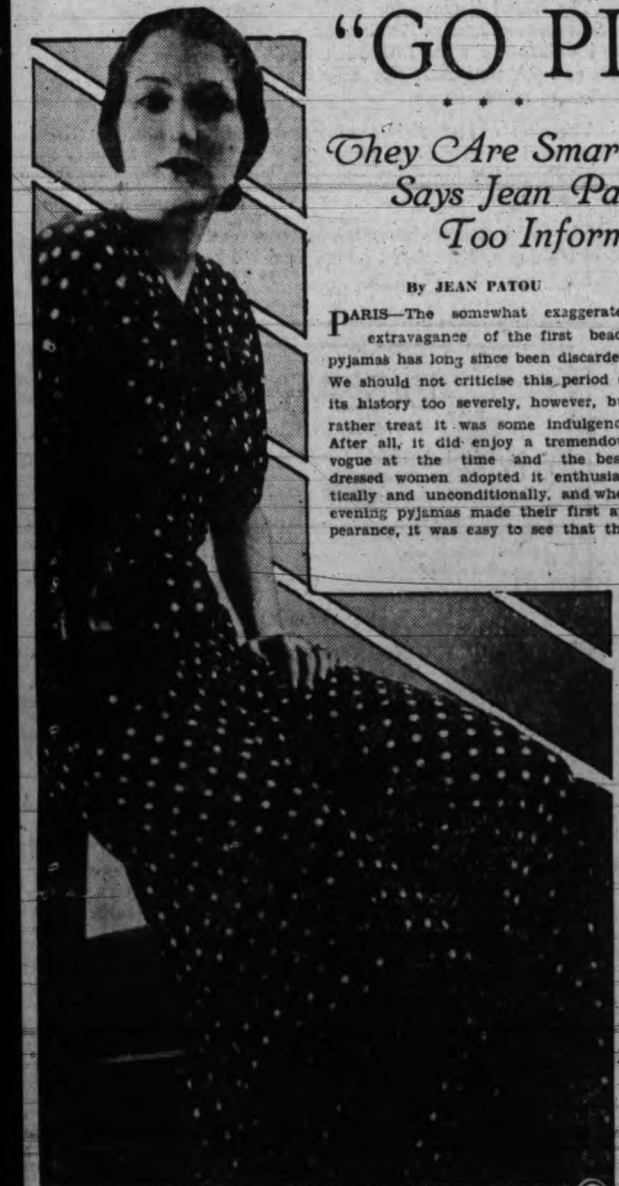 “GO PI
* * *
They Are Smar
Says Jean Pa
Too Inform
By JEAN PATOU
PARIS—The somewhat exaggerate
extravagance of the first beac
pyjamas has long since been discarde
We should not criticise this period
its history too severely, however, b
rather treat it was some indulgenc
After all, it did enjoy a tremendou
vogue at the time and the bes
dressed women adopted it enthusia
tically and unconditionally, and whe
evening pyjamas made their first a
pearance, it was easy to see that th